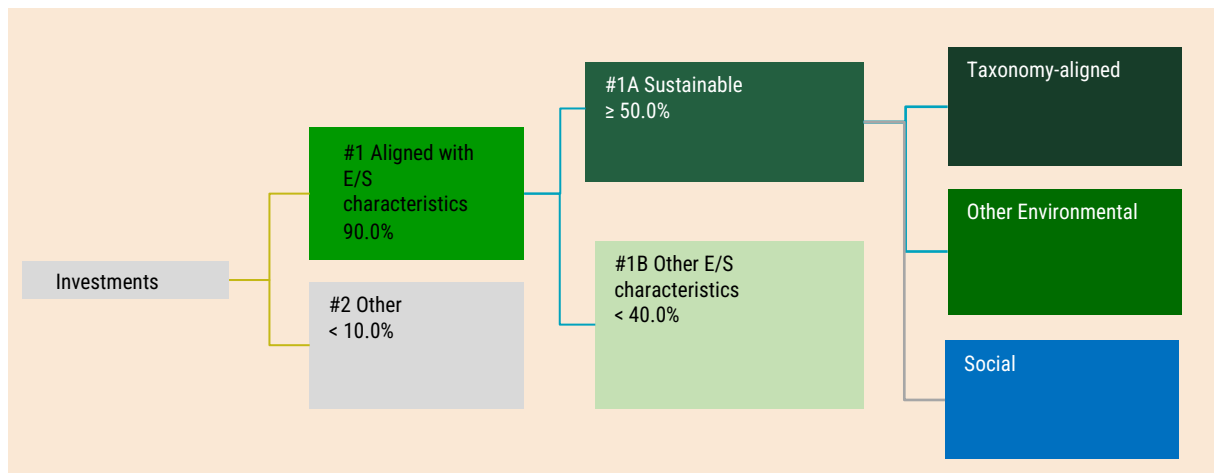 Investments
#1 Aligned with
E/S
characteristics
90.0%
#2 Other
< 10.0%
#1A Sustainable
≥ 50.0%
#1B Other E/S
characteristics
< 40.0%
Taxonomy-aligned
Other Environmental
Social